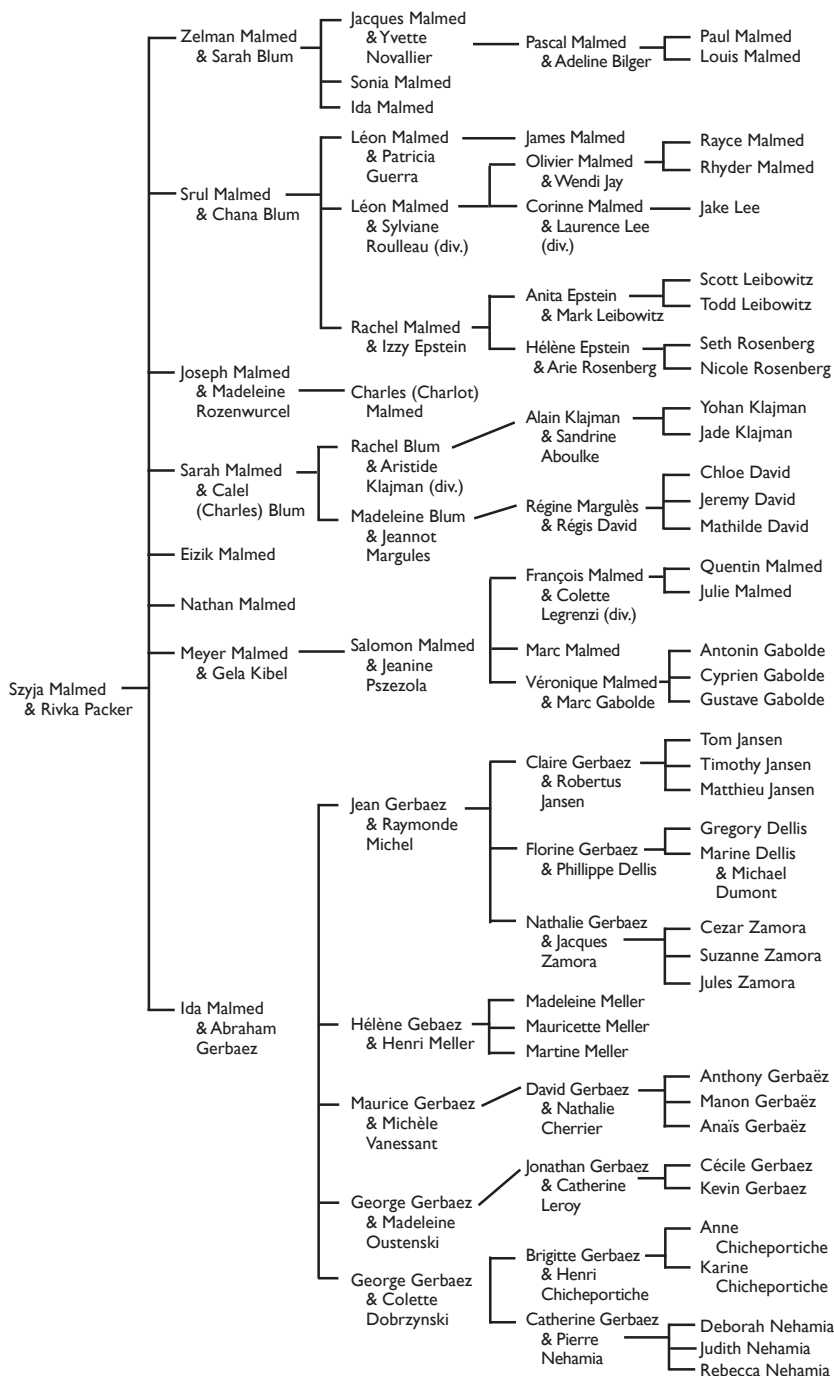 Szyja Malmed
& Rivka Packer
Zelman Malmed
& Sarah Blum
Srul Malmed
& Chana Blum
Joseph Malmed
& Madeleine
Rozenwurcel
Sarah Malmed
& Calel
(Charles) Blum
Eizik Malmed
Nathan Malmed
Meyer Malmed
& Gela Kibel
Ida Malmed
& Abraham
Gerbaez
Jacques Malmed
& Yvette
Novallier
Sonia Malmed
Ida Malmed
Léon Malmed
& Patricia
Guerra
Léon Malmed
& Sylviane
Roulleau (div.)
Rachel Malmed
& Izzy Epstein
Charles (Charlot)
Malmed
Rachel Blum
& Aristide
Klajman (div.)
Madeleine Blum
& Jeannot
Margules
Salomon Malmed
& Jeanine
Pszezola
Jean Gerbaez
& Raymonde
Michel
Hélène Gebaez
& Henri Meller
Maurice Gerbaez
& Michèle
Vanessant
George Gerbaez
& Madeleine
Oustenski
George Gerbaez
& Colette
Dobrzynski
Pascal Malmed
& Adeline Bilger
James Malmed
Olivier Malmed
& Wendi Jay
Corinne Malmed
& Laurence Lee
(div.)
Anita Epstein
& Mark Leibowitz
Hélène Epstein
& Arie Rosenberg
Alain Klajman
& Sandrine
Aboulke
Régine Margulès
& Régis David
François Malmed
& Colette
Legrenzi (div.)
Marc Malmed
Véronique Malmed
& Marc Gabolde
Claire Gerbaez
& Robertus
Jansen
Florine Gerbaez
& Phillippe Dellis
Nathalie Gerbaez
& Jacques
Zamora
Madeleine Meller
Mauricette Meller
Martine Meller
David Gerbaez
& Nathalie
Cherrier
Jonathan Gerbaez
& Catherine
Leroy
Brigitte Gerbaez
& Henri
Chicheportiche
Catherine Gerbaez
& Pierre
Nehamia
Paul Malmed
Louis Malmed
Rayce Malmed
Rhyder Malmed
Jake Lee
Scott Leibowitz
Todd Leibowitz
Seth Rosenberg
Nicole Rosenberg
Yohan Klajman
Jade Klajman
Chloe David
Jeremy David
Mathilde David
Quentin Malmed
Julie Malmed
Antonin Gabolde
Cyprien Gabolde
Gustave Gabolde
Tom Jansen
Timothy Jansen
Matthieu Jansen
Gregory Dellis
Marine Dellis
& Michael
Dumont
Cezar Zamora
Suzanne Zamora
Jules Zamora
Anthony Gerbaëz
Manon Gerbaëz
Anaïs Gerbaëz
Cécile Gerbaez
Kevin Gerbaez
Anne
Chicheportiche
Karine
Chicheportiche
Deborah Nehamia
Judith Nehamia
Rebecca Nehamia